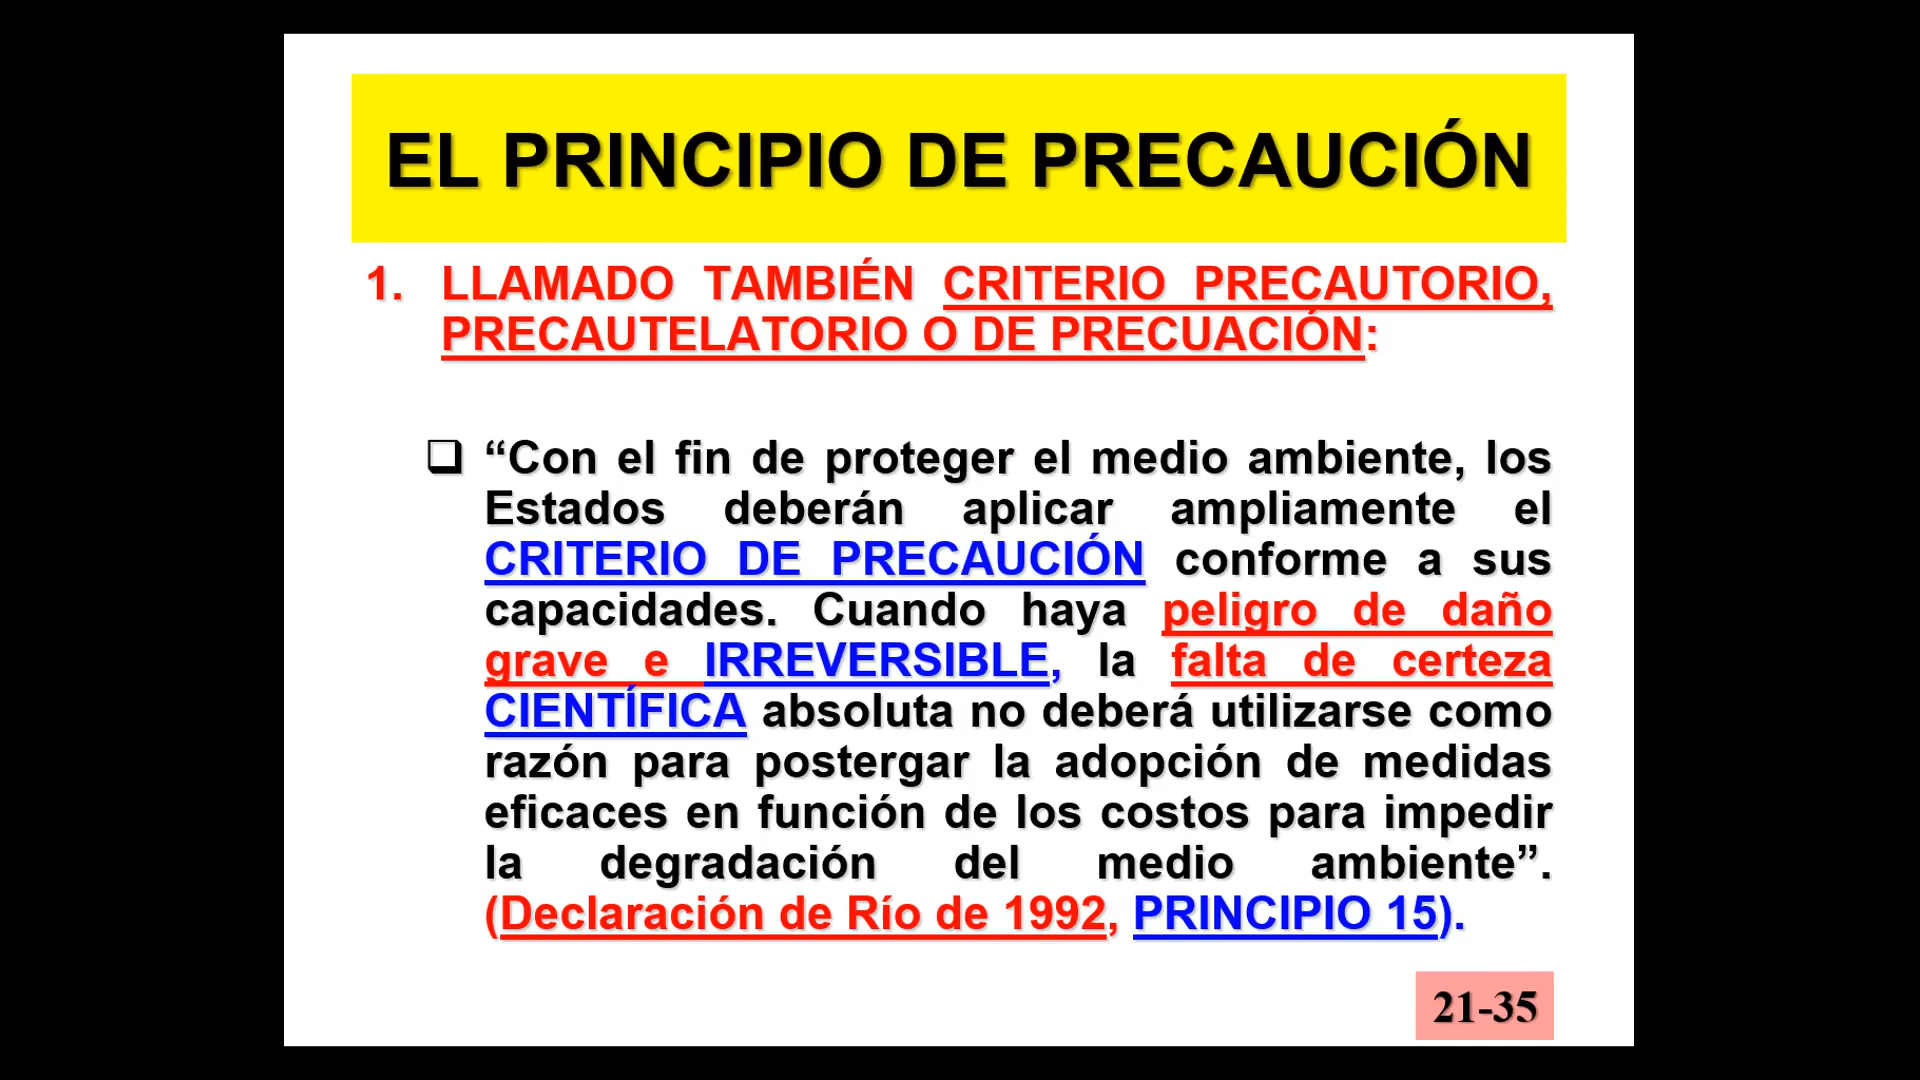 EL PRINCIPIO DE PRECAUCIÓN
1. LLAMADO TAMBIÉN CRITERIO PRECAUTORIO,
PRECAUTELATORIO O DE PRECUACIÓN:
❑ “Con el fin de proteger el medio ambiente, los
Estados deberán aplicar ampliamente el
CRITERIO DE PRECAUCIÓN conforme a sus
capacidades. Cuando haya peligro de daño
grave e IRREVERSIBLE, la falta de certeza
CIENTÍFICA absoluta no deberá utilizarse como
razón para postergar la adopción de medidas
eficaces en función de los costos para impedir
la degradación del medio ambiente”.
(Declaración de Río de 1992, PRINCIPIO 15).
21-35